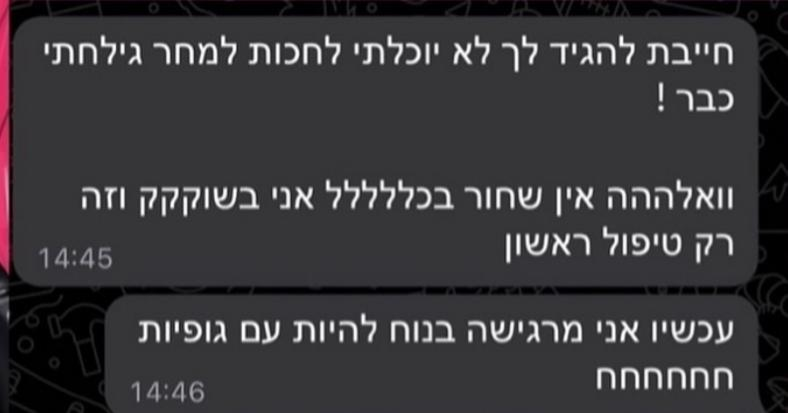 חייבת להגיד לך לא יוכלתי לחכות למחר גילחתי
כבר !
וואלההה אין שחור בכללללל אני בשוקקק וזה
רק טיפול ראשון
14:45
עכשיו אני מרגישה בנוח להיות עם גופיות
חחחחחח
14:46